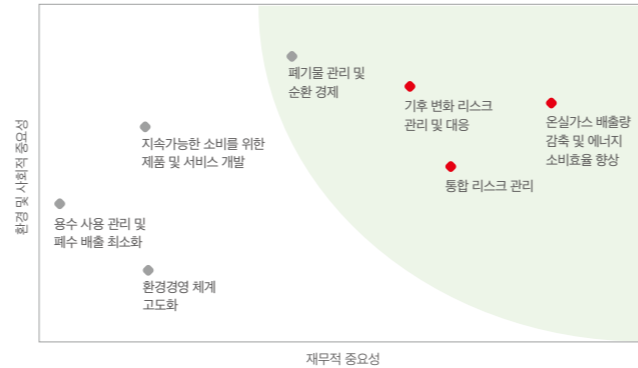 환경 및 사회적 중요성
폐기물 관리 및
순환 경제
기후 변화 리스크
관리 및 대응
온실가스 배출량
감축 및 에너지
소비효율 향상
지속가능한 소비를 위한
제품 및 서비스 개발
통합 리스크 관리
용수 사용 관리 및
폐수 배출 최소화
환경경영 체계
고도화
재무적 중요성